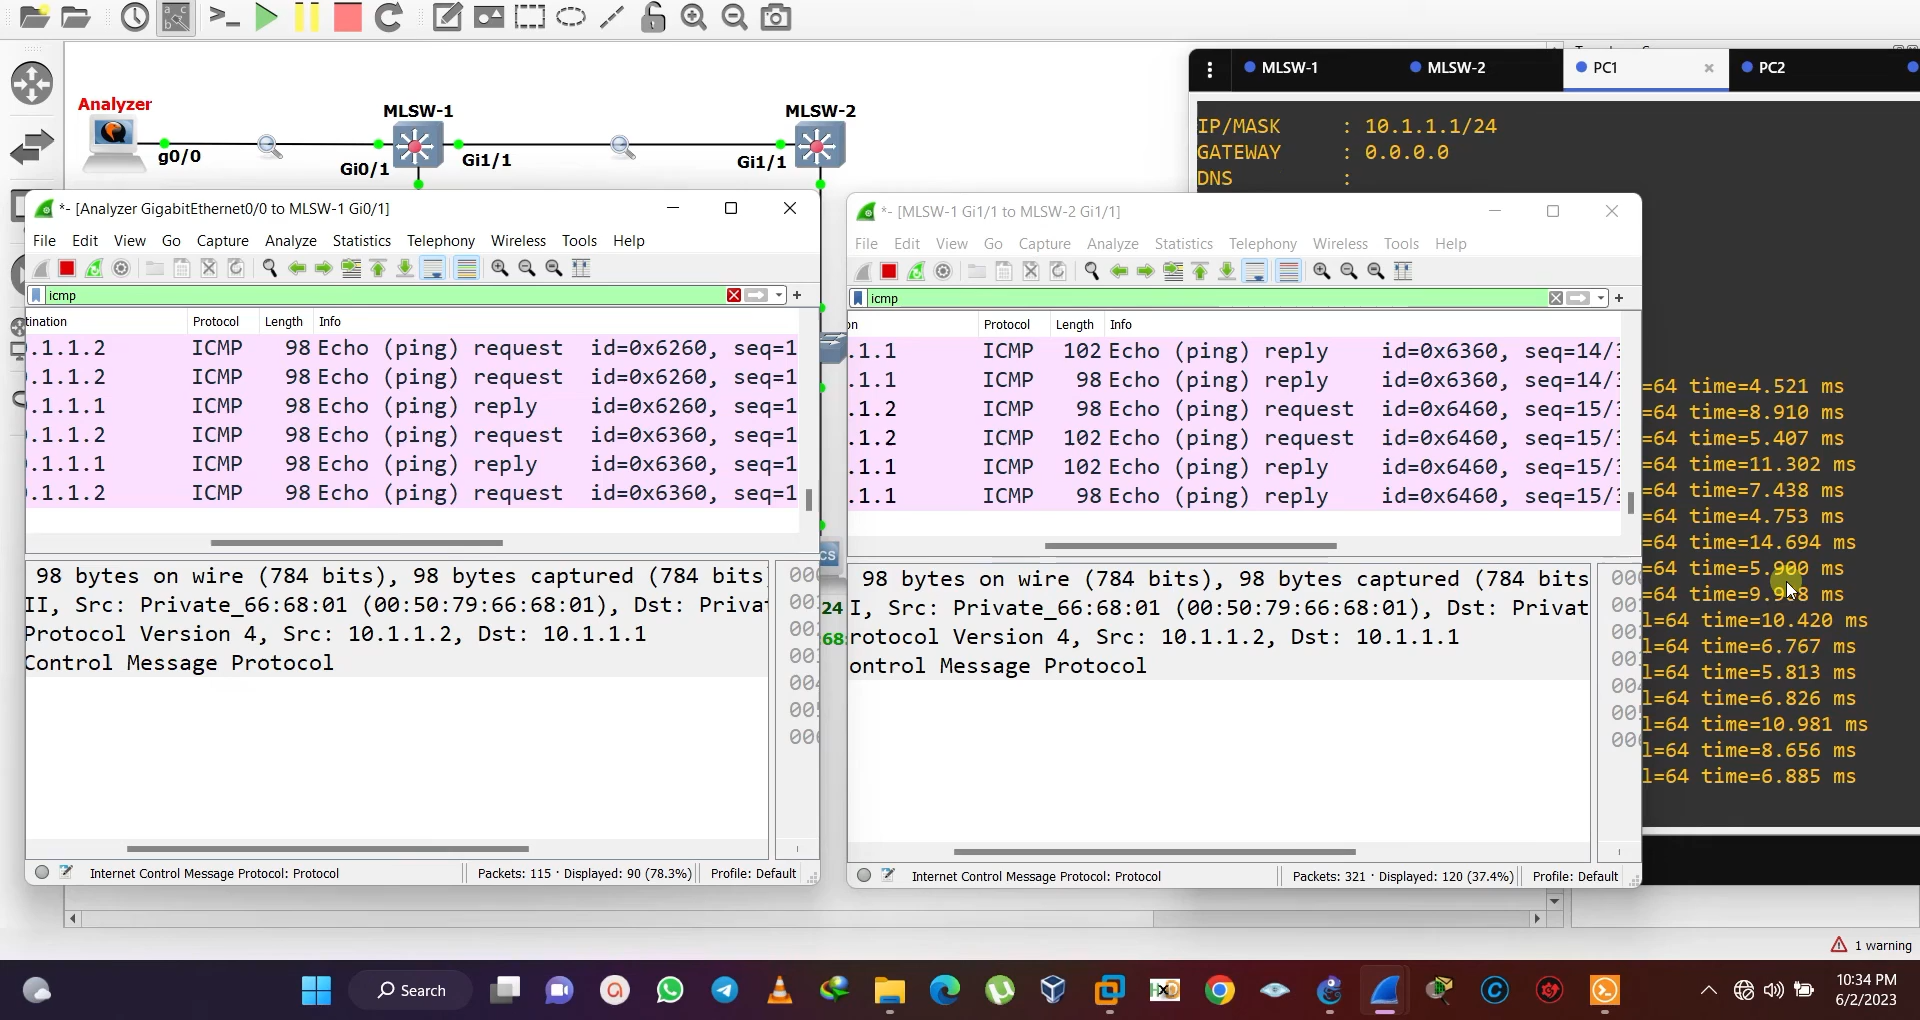 Analyzer
g0/0
MLSW-1
Gi0/1
Gi1/1
MLSW-2
Gi1/1
MLSW-1
MLSW-2
PC1
PC2
IP/MASK : 10.1.1.1/24
GATEWAY : 0.0.0.0
DNS :
*- [Analyzer GigabitEthernet0/0 to MLSW-1 Gi0/1]
File Edit View Go Capture Analyze Statistics Telephony Wireless Tools Help
icmp
tination Protocol Length Info
.1.1.2 ICMP 98 Echo (ping) request id=0x6260, seq=1
.1.1.2 ICMP 98 Echo (ping) request id=0x6260, seq=1
.1.1.1 ICMP 98 Echo (ping) reply id=0x6260, seq=1
.1.1.2 ICMP 98 Echo (ping) request id=0x6360, seq=1
.1.1.1 ICMP 98 Echo (ping) reply id=0x6360, seq=1
.1.1.2 ICMP 98 Echo (ping) request id=0x6360, seq=1
98 bytes on wire (784 bits), 98 bytes captured (784 bits
II, Src: Private_66:68:01 (00:50:79:66:68:01), Dst: Priva
Protocol Version 4, Src: 10.1.1.2, Dst: 10.1.1.1
Control Message Protocol
Internet Control Message Protocol: Protocol
Packets: 115 · Displayed: 90 (78.3%)
Profile: Default
24
68:
*- [MLSW-1 Gi1/1 to MLSW-2 Gi1/1]
File Edit View Go Capture Analyze Statistics Telephony Wireless Tools Help
icmp
on Protocol Length Info
.1.1 ICMP 102 Echo (ping) reply id=0x6360, seq=14/
.1.1 ICMP 98 Echo (ping) reply id=0x6360, seq=14/
.1.2 ICMP 98 Echo (ping) request id=0x6460, seq=15/
.1.2 ICMP 102 Echo (ping) request id=0x6460, seq=15/
.1.1 ICMP 102 Echo (ping) reply id=0x6460, seq=15/
.1.1 ICMP 98 Echo (ping) reply id=0x6460, seq=15/
98 bytes on wire (784 bits), 98 bytes captured (784 bits
I, Src: Private_66:68:01 (00:50:79:66:68:01), Dst: Privat
rotocol Version 4, Src: 10.1.1.2, Dst: 10.1.1.1
ontrol Message Protocol
Internet Control Message Protocol: Protocol
Packets: 321 · Displayed: 120 (37.4%)
Profile: Default
=64 time=4.521 ms
=64 time=8.910 ms
=64 time=5.407 ms
=64 time=11.302 ms
=64 time=7.438 ms
=64 time=4.753 ms
=64 time=14.694 ms
=64 time=5.900 ms
=64 ms
l=64 time=10.420 ms
l=64 time=6.767 ms
l=64 time=5.813 ms
l=64 time=6.826 ms
l=64 time=10.981 ms
l=64 time=8.656 ms
l=64 time=6.885 ms
1 warning
Search
10:34 PM
6/2/2023